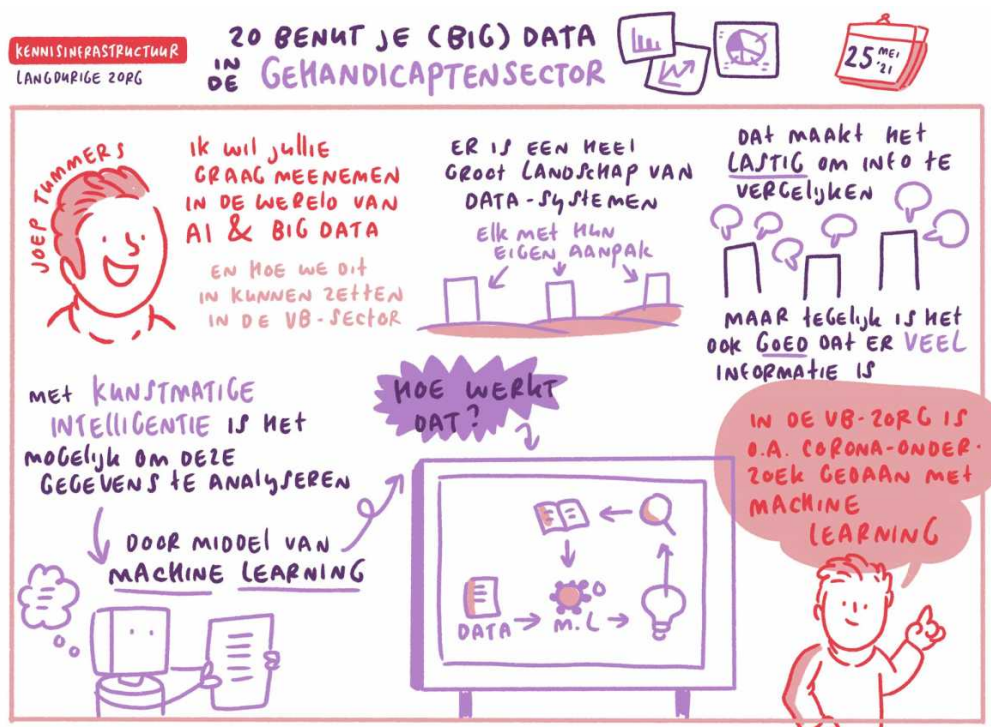 KENNISINFRASTRUCTUUR
LANGDURIGE ZORG
ZO BENUT JE (BIG) DATA
IN DE GEHANDICAPTENSECTOR
25 MEI '21
JOEP TUMMERS
IK WIL JULLIE
GRAAG MEENEMEN
IN DE WERELD VAN
AI & BIG DATA
EN HOE WE DIT
IN KUNNEN ZETTEN
IN DE VB-SECTOR
ER IS EEN HEEL
GROOT LANDSCHAP VAN
DATA-SYSTEMEN
ELK MET HUN
EIGEN AANPAK
DAT MAAKT HET
LASTIG OM INFO TE
VERGELIJKEN
MAAR TEGELIJK IS HET
OOK GOED DAT ER VEEL
INFORMATIE IS
MET KUNSTMATIGE
INTELLIGENTIE IS HET
MOGELIJK OM DEZE
GEGEVENS TE ANALYSEREN
DOOR MIDDEL VAN
MACHINE LEARNING
HOE WERKT
DAT?
DATA
M.L
IN DE VB-ZORG IS
O.A. CORONA-ONDER-
ZOEK GEDAAN MET
MACHINE
LEARNING